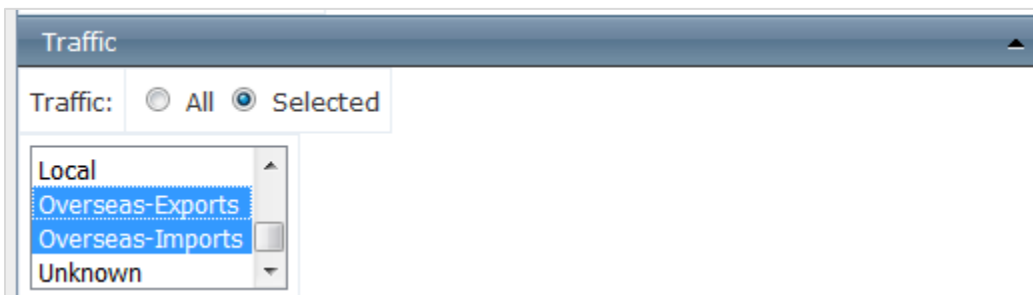 Traffic
Traffic: All Selected
Local
Overseas-Exports
Overseas-Imports
Unknown